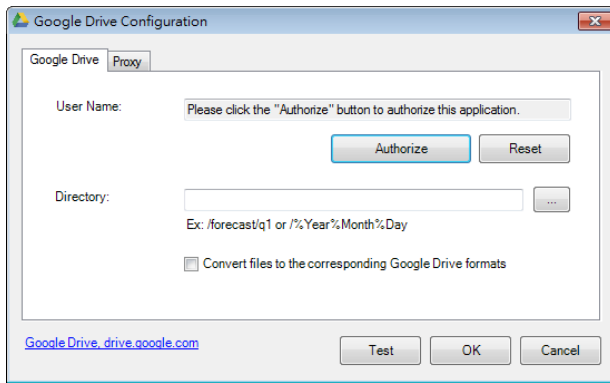 Google Drive Configuration
Google Drive
Proxy
User Name:
Please click the "Authorize" button to authorize this application.
Authorize
Reset
Directory:
...
Ex: /forecast/q1 or /%Year%Month%Day
Convert files to the corresponding Google Drive formats
Google Drive, drive.google.com
Test
OK
Cancel